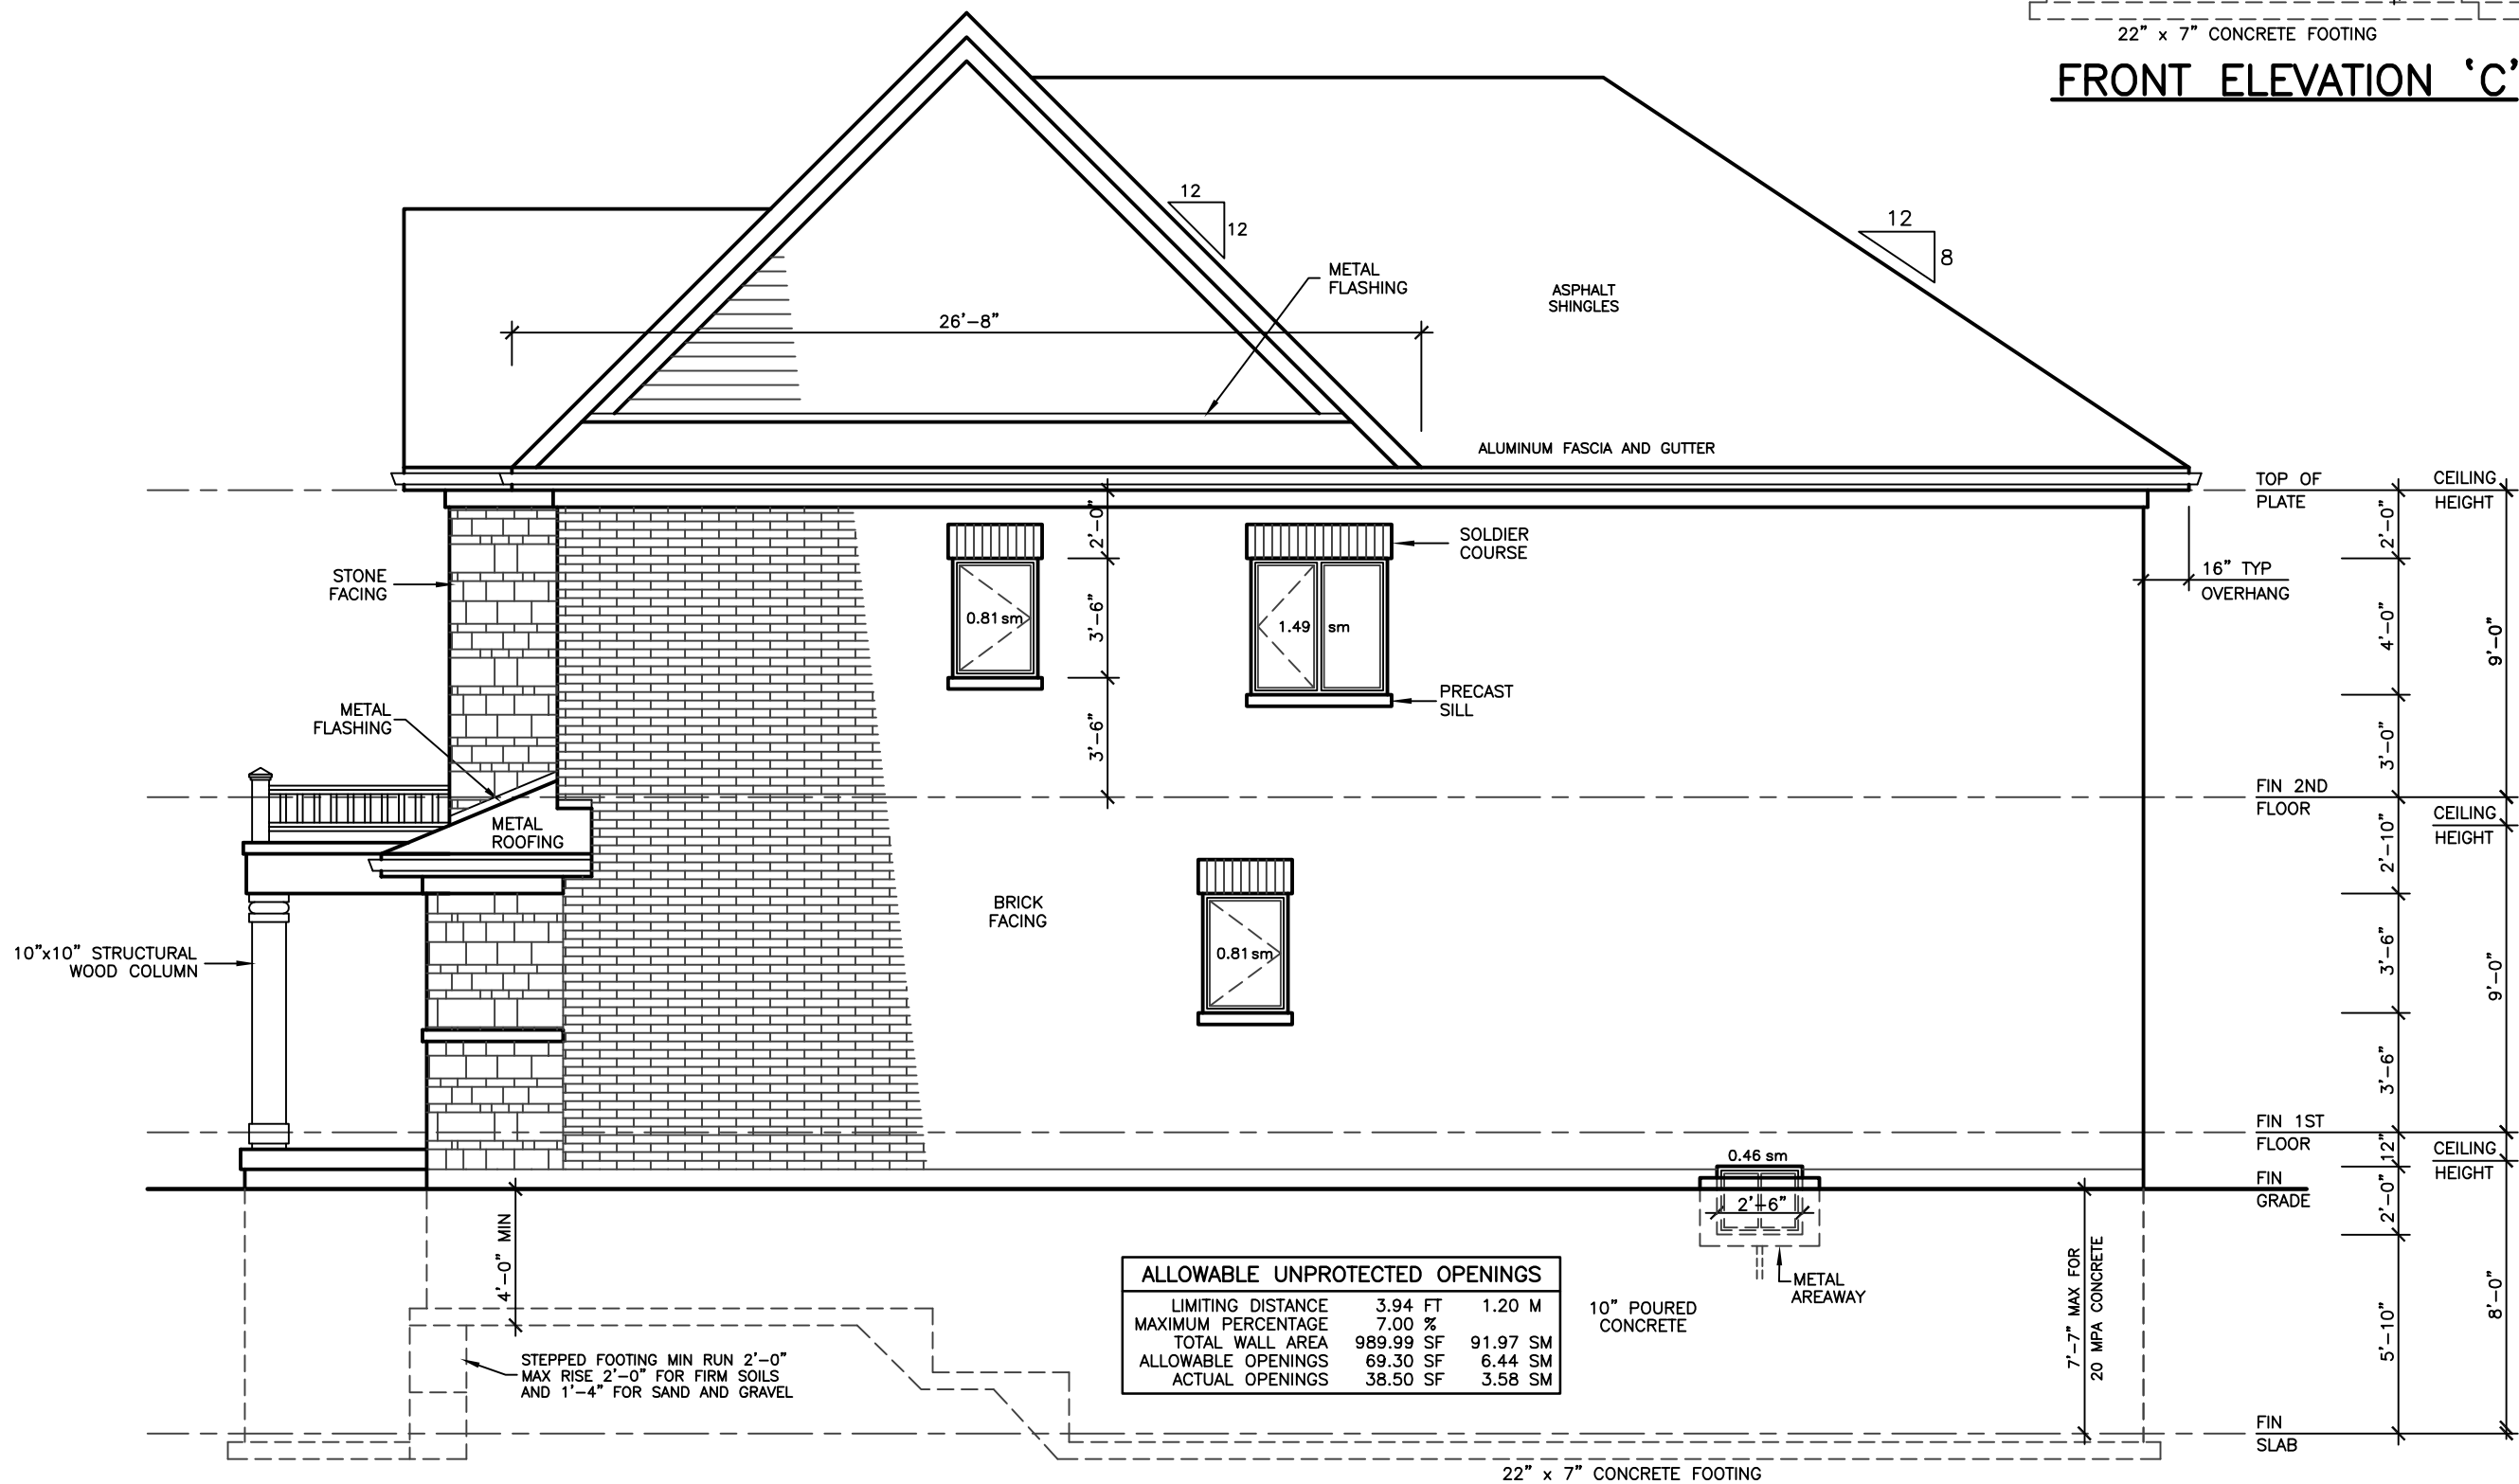 22” x 7” CONCRETE FOOTING
FRONT ELEVATION ‘C’
12
12
12
8
METAL
FLASHING
ASPHALT
SHINGLES
26’–8”
ALUMINUM FASCIA AND GUTTER
TOP OF
PLATE
CEILING
HEIGHT
2’–0”
2’–0”
SOLDIER
COURSE
STONE
FACING
16” TYP
OVERHANG
0.81 sm
3’–6”
1.49 sm
4’–0”
9’–0”
PRECAST
SILL
METAL
FLASHING
3’–6”
3’–0”
FIN 2ND
FLOOR
CEILING
HEIGHT
METAL
ROOFING
2’–10”
BRICK
FACING
10”x10” STRUCTURAL
WOOD COLUMN
0.81 sm
3’–6”
9’–0”
3’–6”
FIN 1ST
FLOOR
12”
CEILING
HEIGHT
0.46 sm
FIN
GRADE
2’–6”
2’–0”
4’–0” MIN
METAL
AREAWAY
7’–7” MAX FOR
20 MPA CONCRETE
8’–0”
5’–10”
10” POURED
CONCRETE
ALLOWABLE UNPROTECTED OPENINGS
LIMITING DISTANCE 3.94 FT 1.20 M
MAXIMUM PERCENTAGE 7.00 %
TOTAL WALL AREA 989.99 SF 91.97 SM
ALLOWABLE OPENINGS 69.30 SF 6.44 SM
ACTUAL OPENINGS 38.50 SF 3.58 SM
STEPPED FOOTING MIN RUN 2’–0”
MAX RISE 2’–0” FOR FIRM SOILS
AND 1’–4” FOR SAND AND GRAVEL
FIN
SLAB
22” x 7” CONCRETE FOOTING